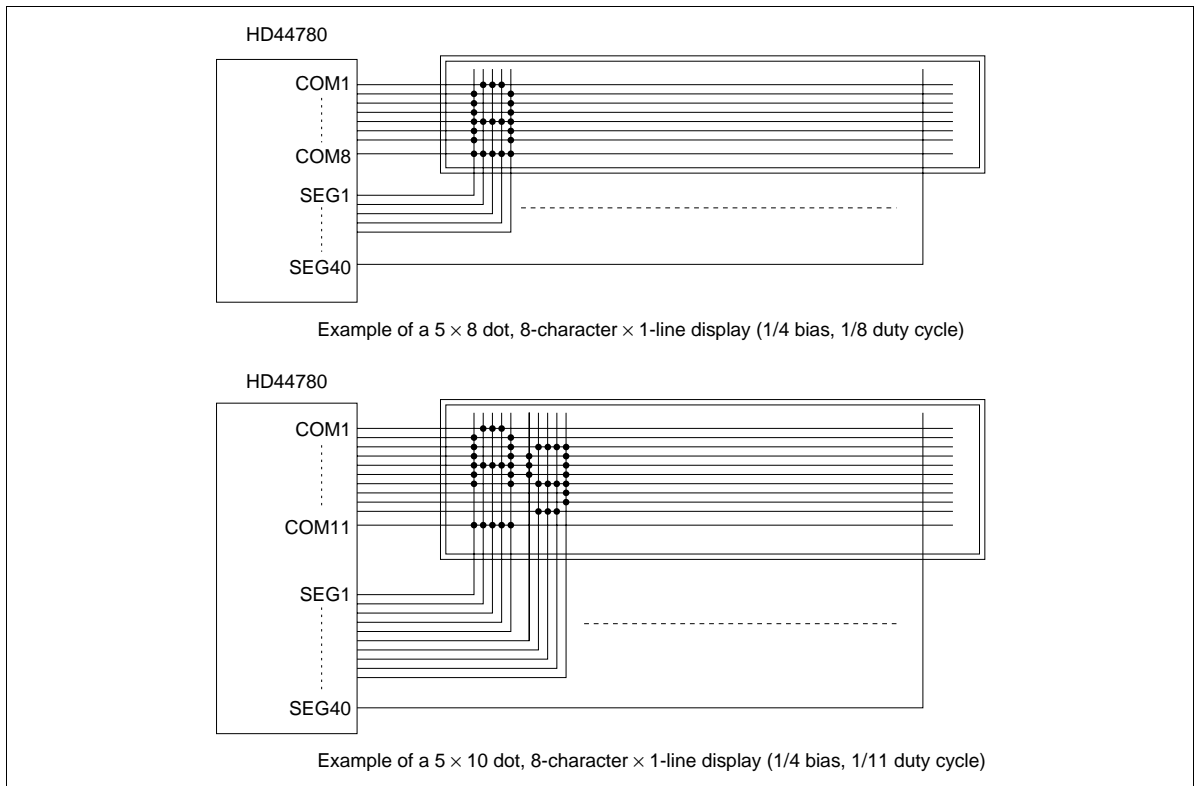 HD44780
COM1
COM8
SEG1
SEG40
Example of a 5 × 8 dot, 8-character × 1-line display (1/4 bias, 1/8 duty cycle)
HD44780
COM1
COM11
SEG1
SEG40
Example of a 5 × 10 dot, 8-character × 1-line display (1/4 bias, 1/11 duty cycle)